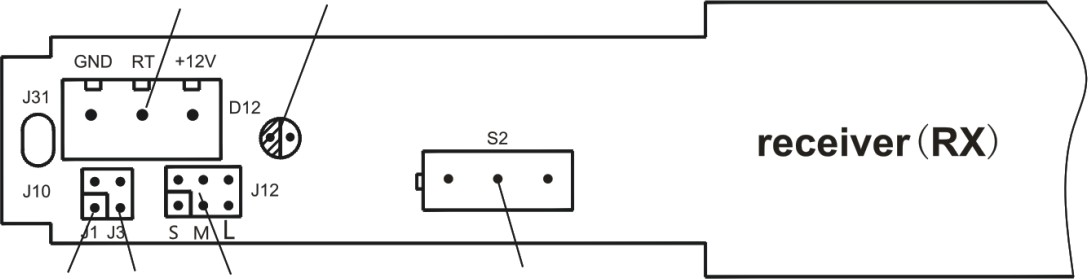 GND RT +12V
J31
D12
S2
receiver（RX）
J10
J12
J1 J3
S M L